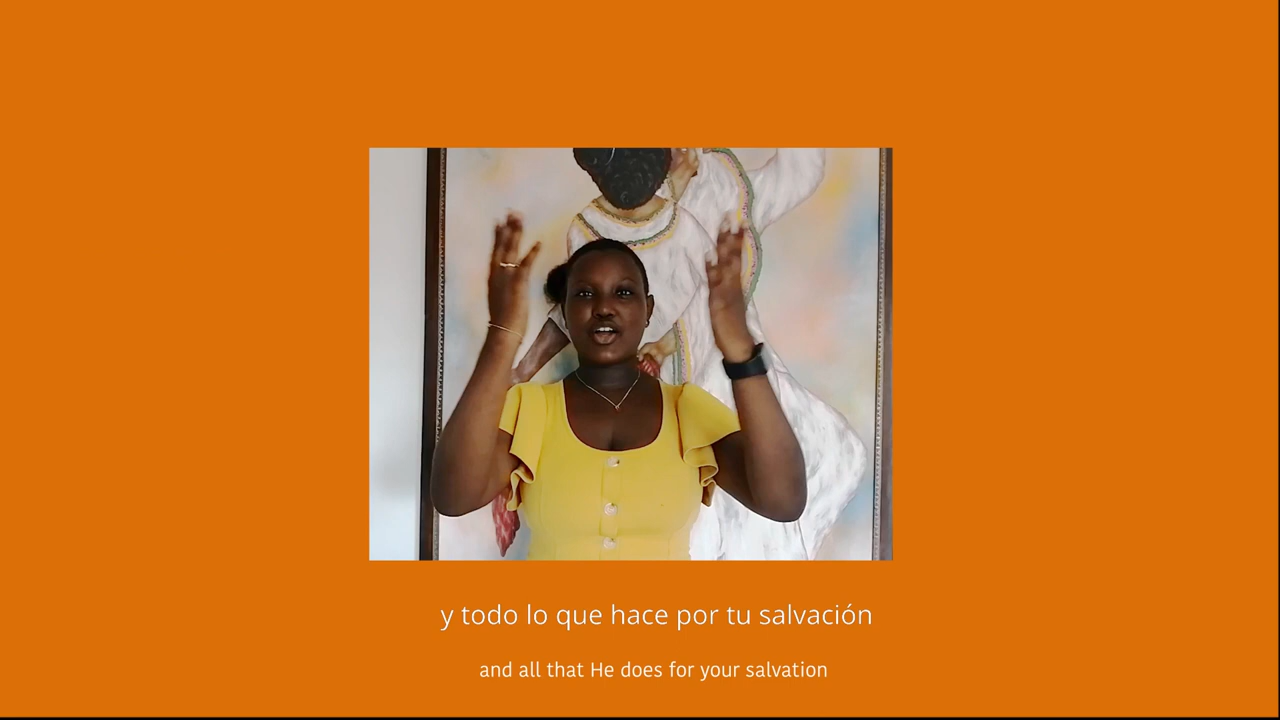 y todo lo que hace por tu salvación
and all that He does for your salvation